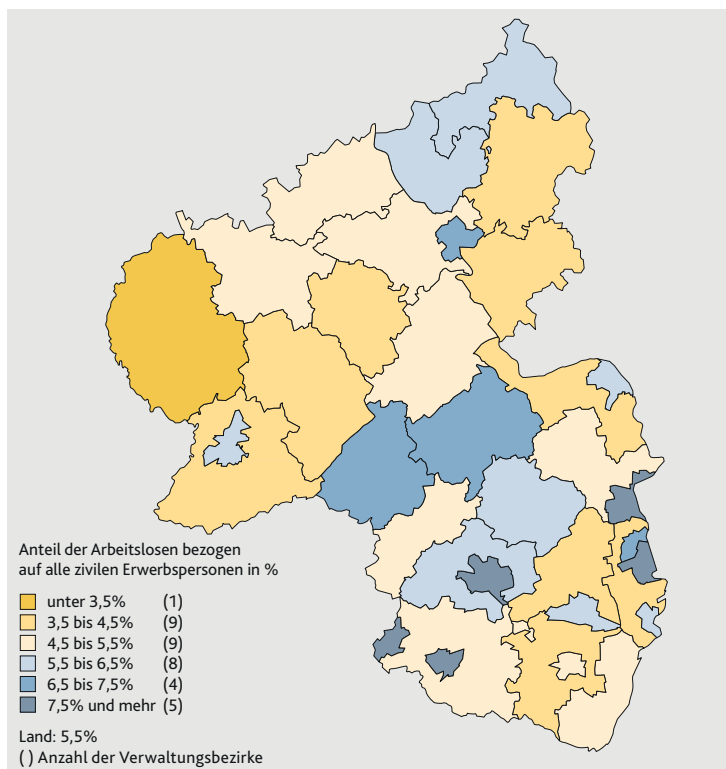 Anteil der Arbeitslosen bezogen
auf alle zivilen Erwerbspersonen in %
unter 3,5% (1)
3,5 bis 4,5% (9)
4,5 bis 5,5% (9)
5,5 bis 6,5% (8)
6,5 bis 7,5% (4)
7,5% und mehr (5)
Land: 5,5%
( ) Anzahl der Verwaltungsbezirke